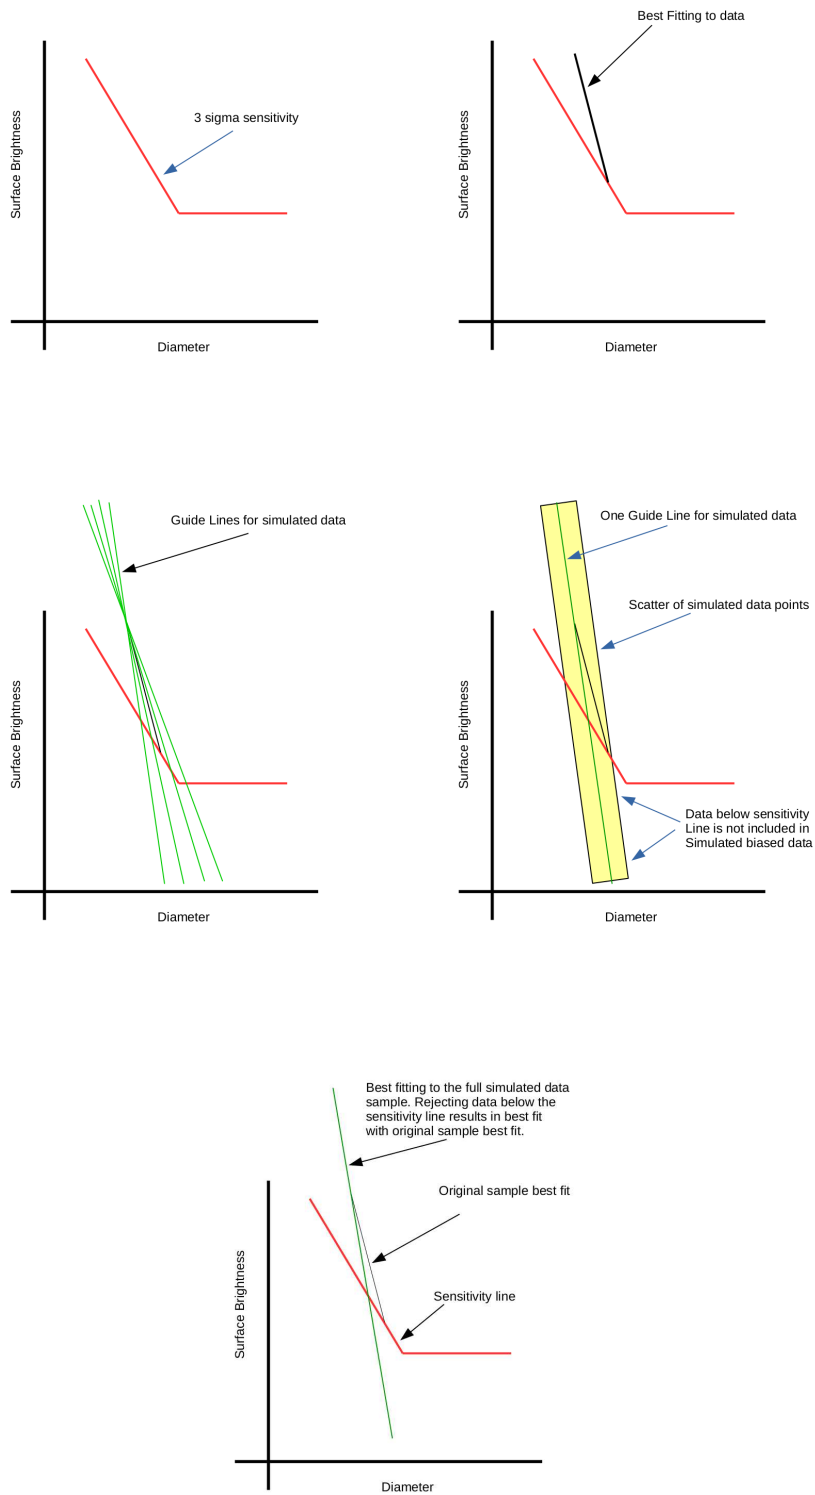 3 sigma sensitivity
Surface Brightness
Diameter
Best Fitting to data
Surface Brightness
Diameter
Guide Lines for simulated data
Surface Brightness
Diameter
One Guide Line for simulated data
Scatter of simulated data points
Surface Brightness
Data below sensitivity
Line is not included in
Simulated biased data
Diameter
Best fitting to the full simulated data
sample. Rejecting data below the
sensitivity line results in best fit
with original sample best fit.
Original sample best fit
Surface Brightness
Sensitivity line
Diameter